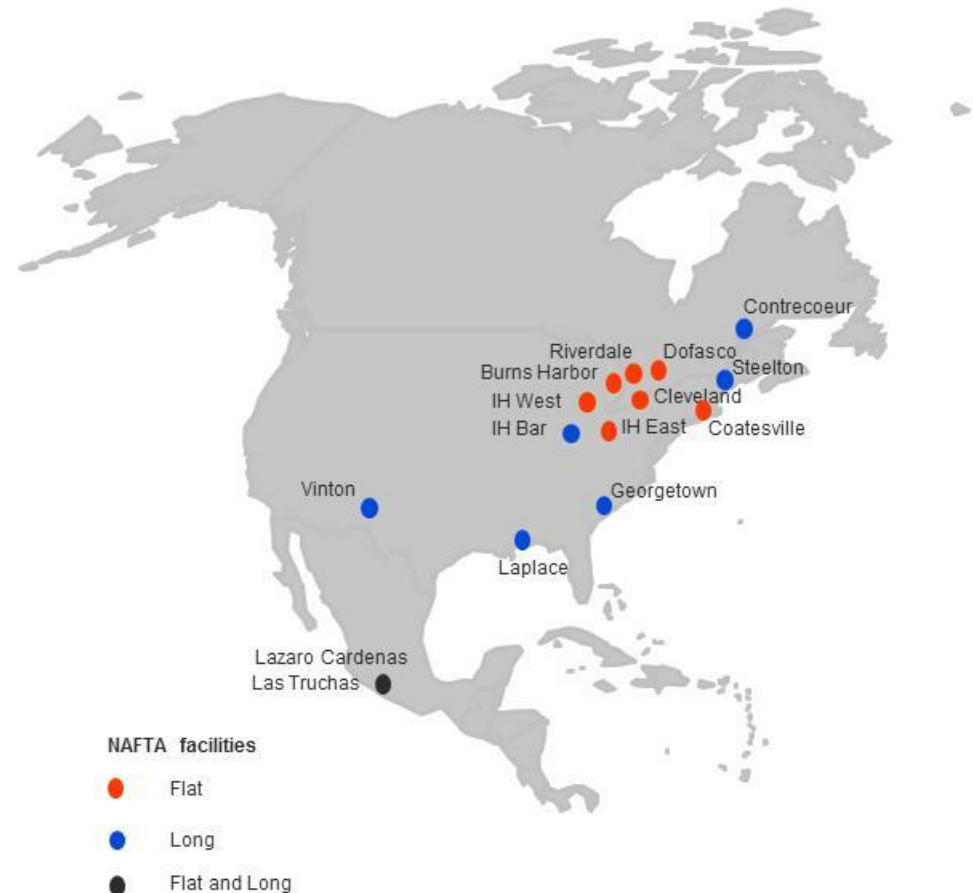 Contrecoeur
Riverdale
Dofasco
Burns Harbor
Steelton
IH West
Cleveland
IH Bar
IH East
Coatesville
Vinton
Georgetown
Laplace
Lazaro Cardenas
Las Truchas
NAFTA facilities
Flat
Long
Flat and Long